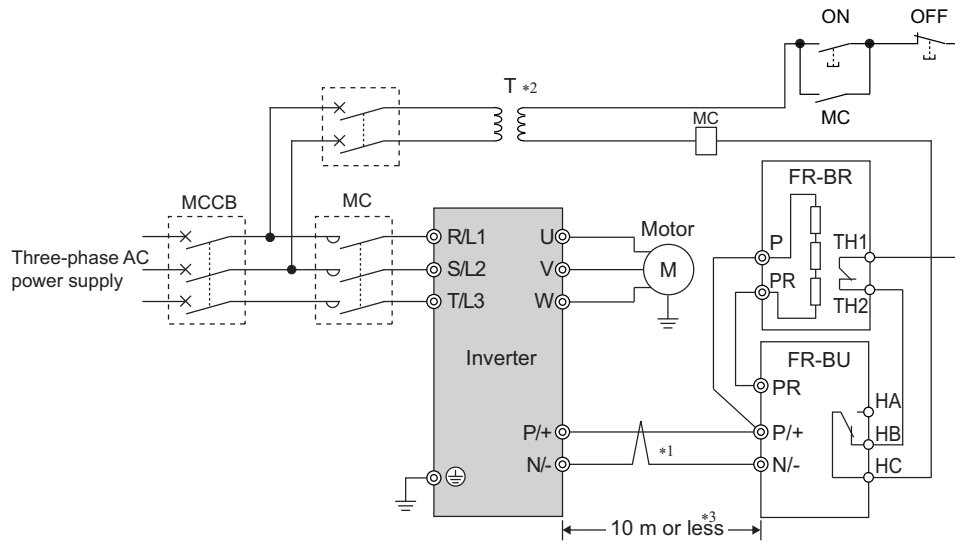 ON
OFF
T *2
MC
MC
FR-BR
MCCB
MC
Motor
P
TH1
R/L1
U
Three-phase AC
power supply
S/L2
V
M
PR
T/L3
W
TH2
Inverter
FR-BU
PR
HA
P/+
P/+
HB
N/-
*1
N/-
HC
10 m or less *3